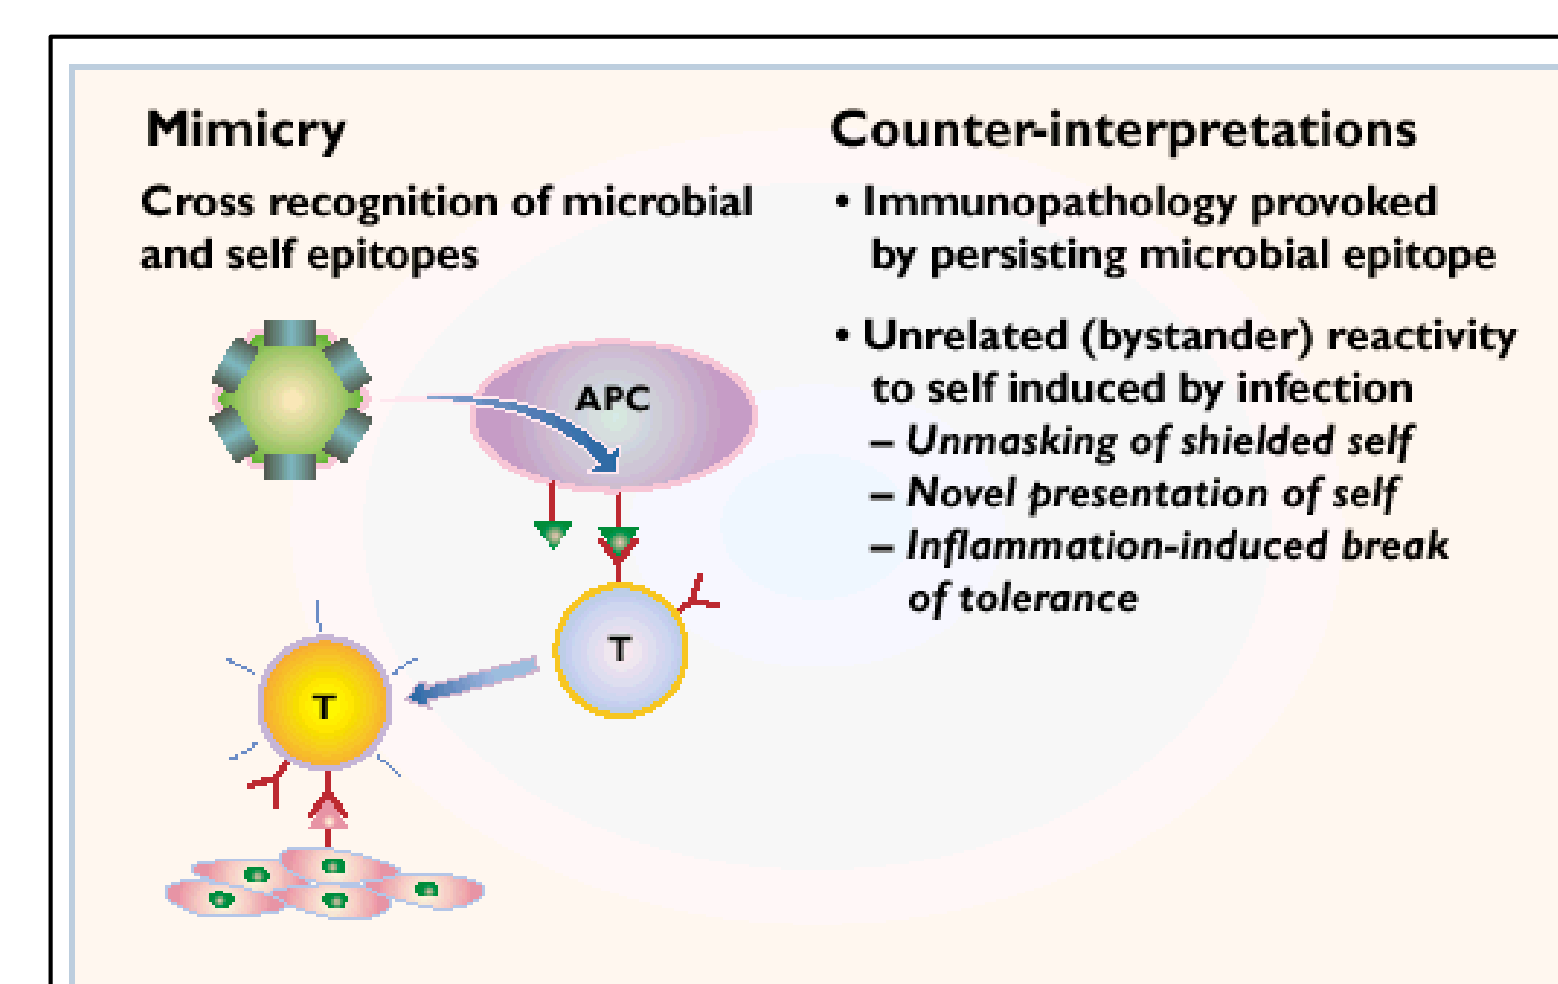 Mimicry
Cross recognition of microbial
and self epitopes
APC
T
T
Counter-interpretations
• Immunopathology provoked
by persisting microbial epitope
• Unrelated (bystander) reactivity
to self induced by infection
– Unmasking of shielded self
– Novel presentation of self
– Inflammation-induced break
of tolerance